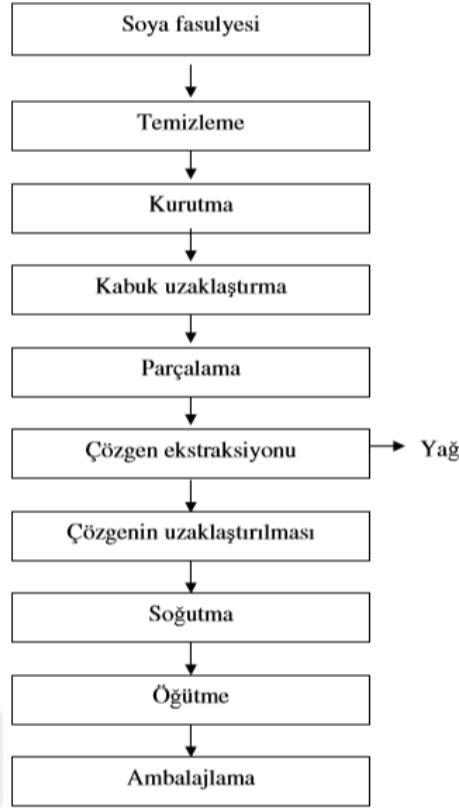 Soya fasulyesi
Temizleme
Kurutma
Kabuk uzaklaştırma
Parçalama
Çözgen ekstraksiyonu
Yağ
Çözgenin uzaklaştırılması
Soğutma
Öğütme
Ambalajlama